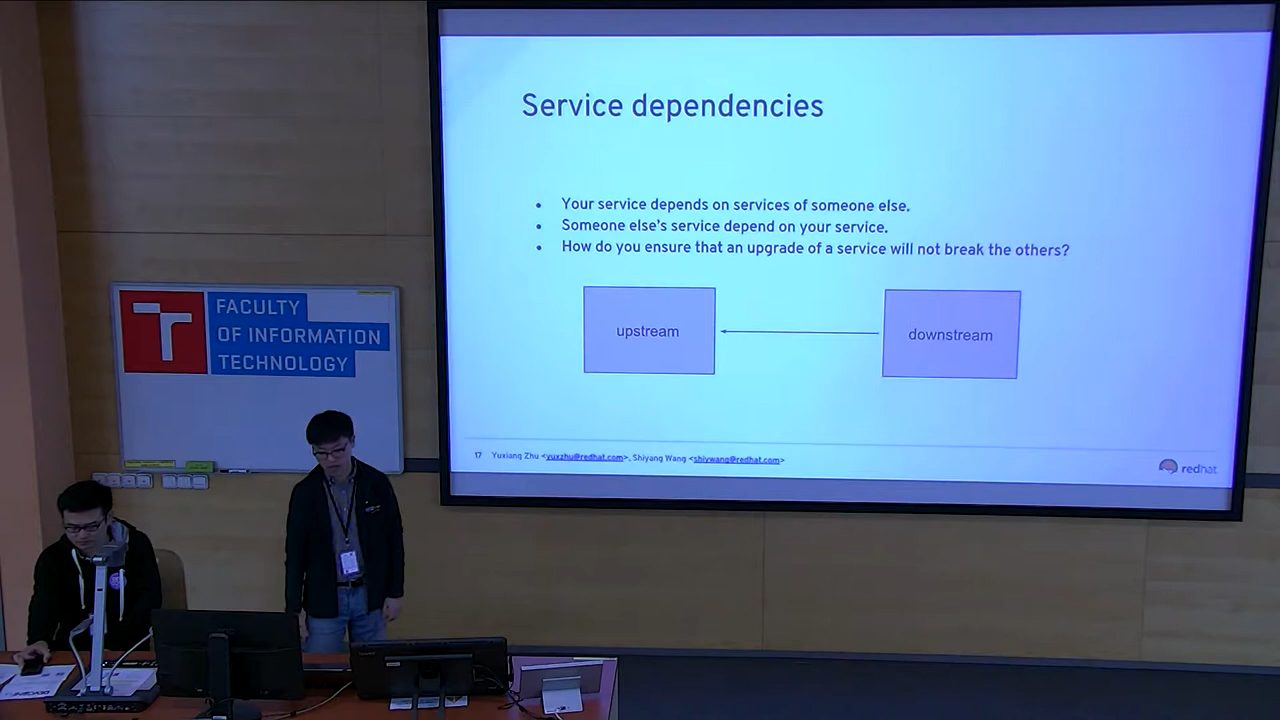 Service dependencies
• Your service depends on services of someone else.
• Someone else's service depend on your service.
• How do you ensure that an upgrade of a service will not break the others?
upstream
downstream
17 Yuxiang Zhu <yuxzhu@redhat.com>, Shiyang Wang <shiywang@redhat.com>
redhat
FACULTY
OF INFORMATION
TECHNOLOGY